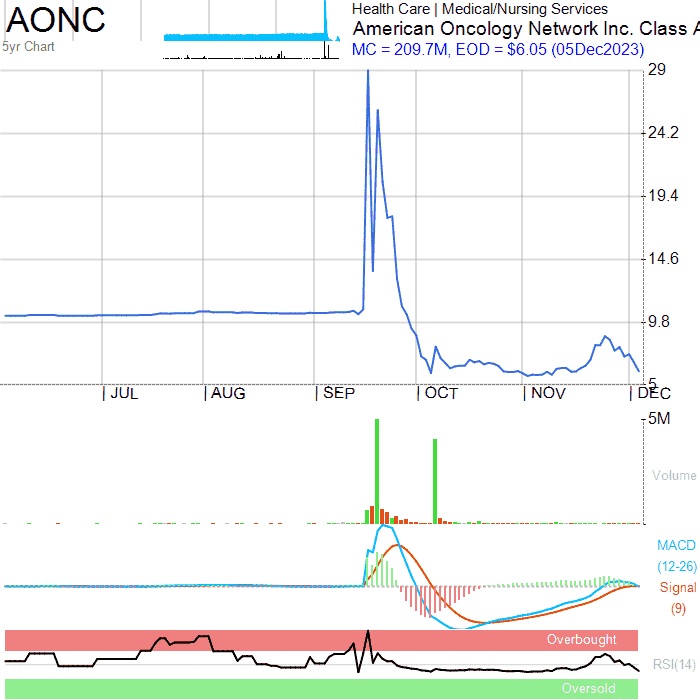 AONC
5yr Chart
Health Care | Medical/Nursing Services
American Oncology Network Inc. Class A
MC = 209.7M, EOD = $6.05 (05Dec2023)
29
24.2
19.4
14.6
9.8
5
| JUL | AUG | SEP | OCT | NOV | DEC
5M
Volume
MACD
(12-26)
Signal
(9)
Overbought
RSI(14)
Oversold